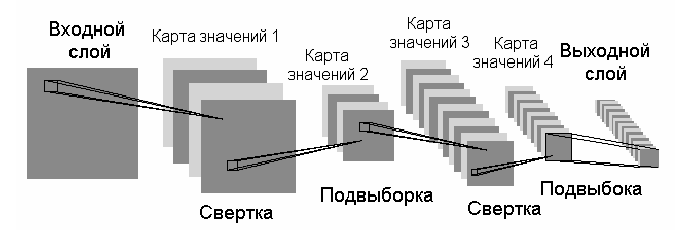 Входной
слой
Карта значений 1
Карта
значений 2
Карта
значений 3
Карта
значений 4
Выходной
слой
Свертка
Подвыборка
Свертка
Подвыбока